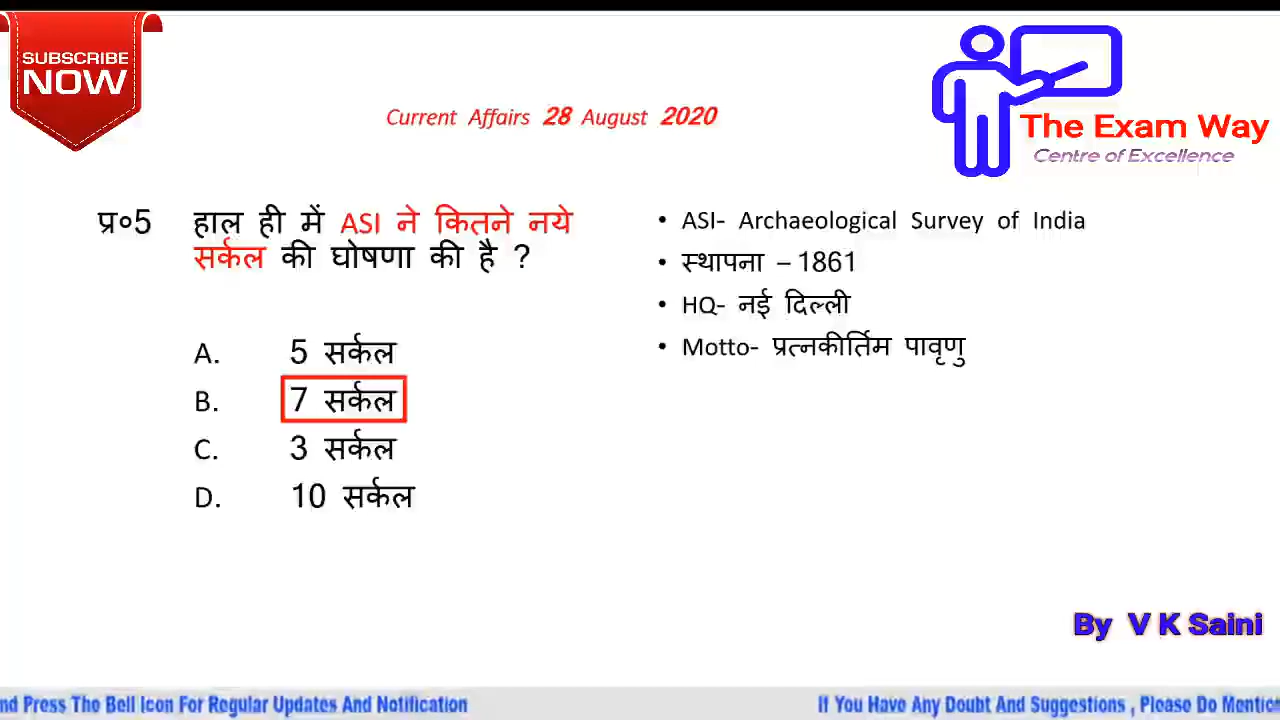 SUBSCRIBE
NOW
Current Affairs 28 August 2020
The Exam Way
Centre of Excellence
प्र०5 हाल ही में ASI ने कितने नये
सर्कल की घोषणा की है ?
A. 5 सर्कल
B. 7 सर्कल
C. 3 सर्कल
D. 10 सर्कल
• ASI- Archaeological Survey of India
• स्थापना – 1861
• HQ- नई दिल्ली
• Motto- प्रत्नकीर्तिम पावृणु
By V K Saini
nd Press The Bell Icon For Regular Updates And Notification
If You Have Any Doubt And Suggestions , Please Do Mention